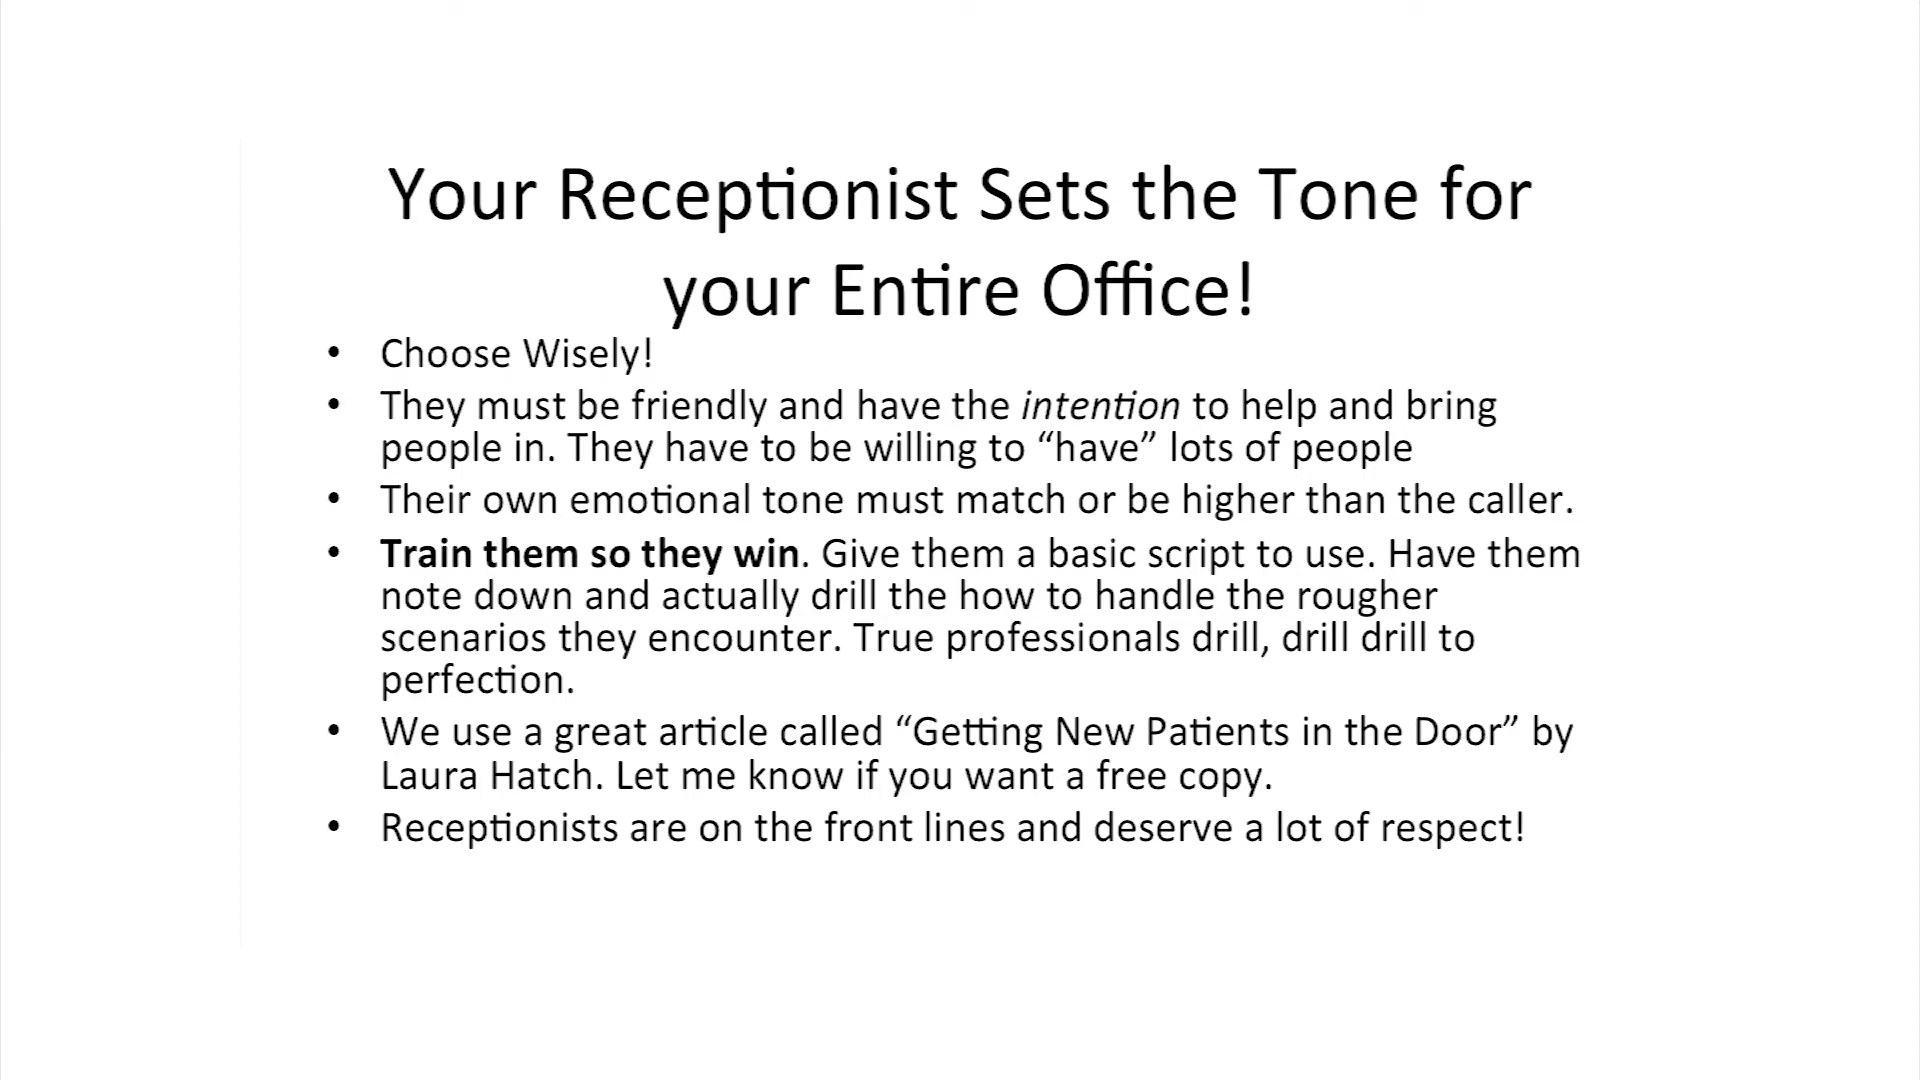 Your Receptionist Sets the Tone for
your Entire Office!
• Choose Wisely!
• They must be friendly and have the intention to help and bring
people in. They have to be willing to “have” lots of people
• Their own emotional tone must match or be higher than the caller.
• Train them so they win. Give them a basic script to use. Have them
note down and actually drill the how to handle the rougher
scenarios they encounter. True professionals drill, drill drill to
perfection.
• We use a great article called “Getting New Patients in the Door” by
Laura Hatch. Let me know if you want a free copy.
• Receptionists are on the front lines and deserve a lot of respect!